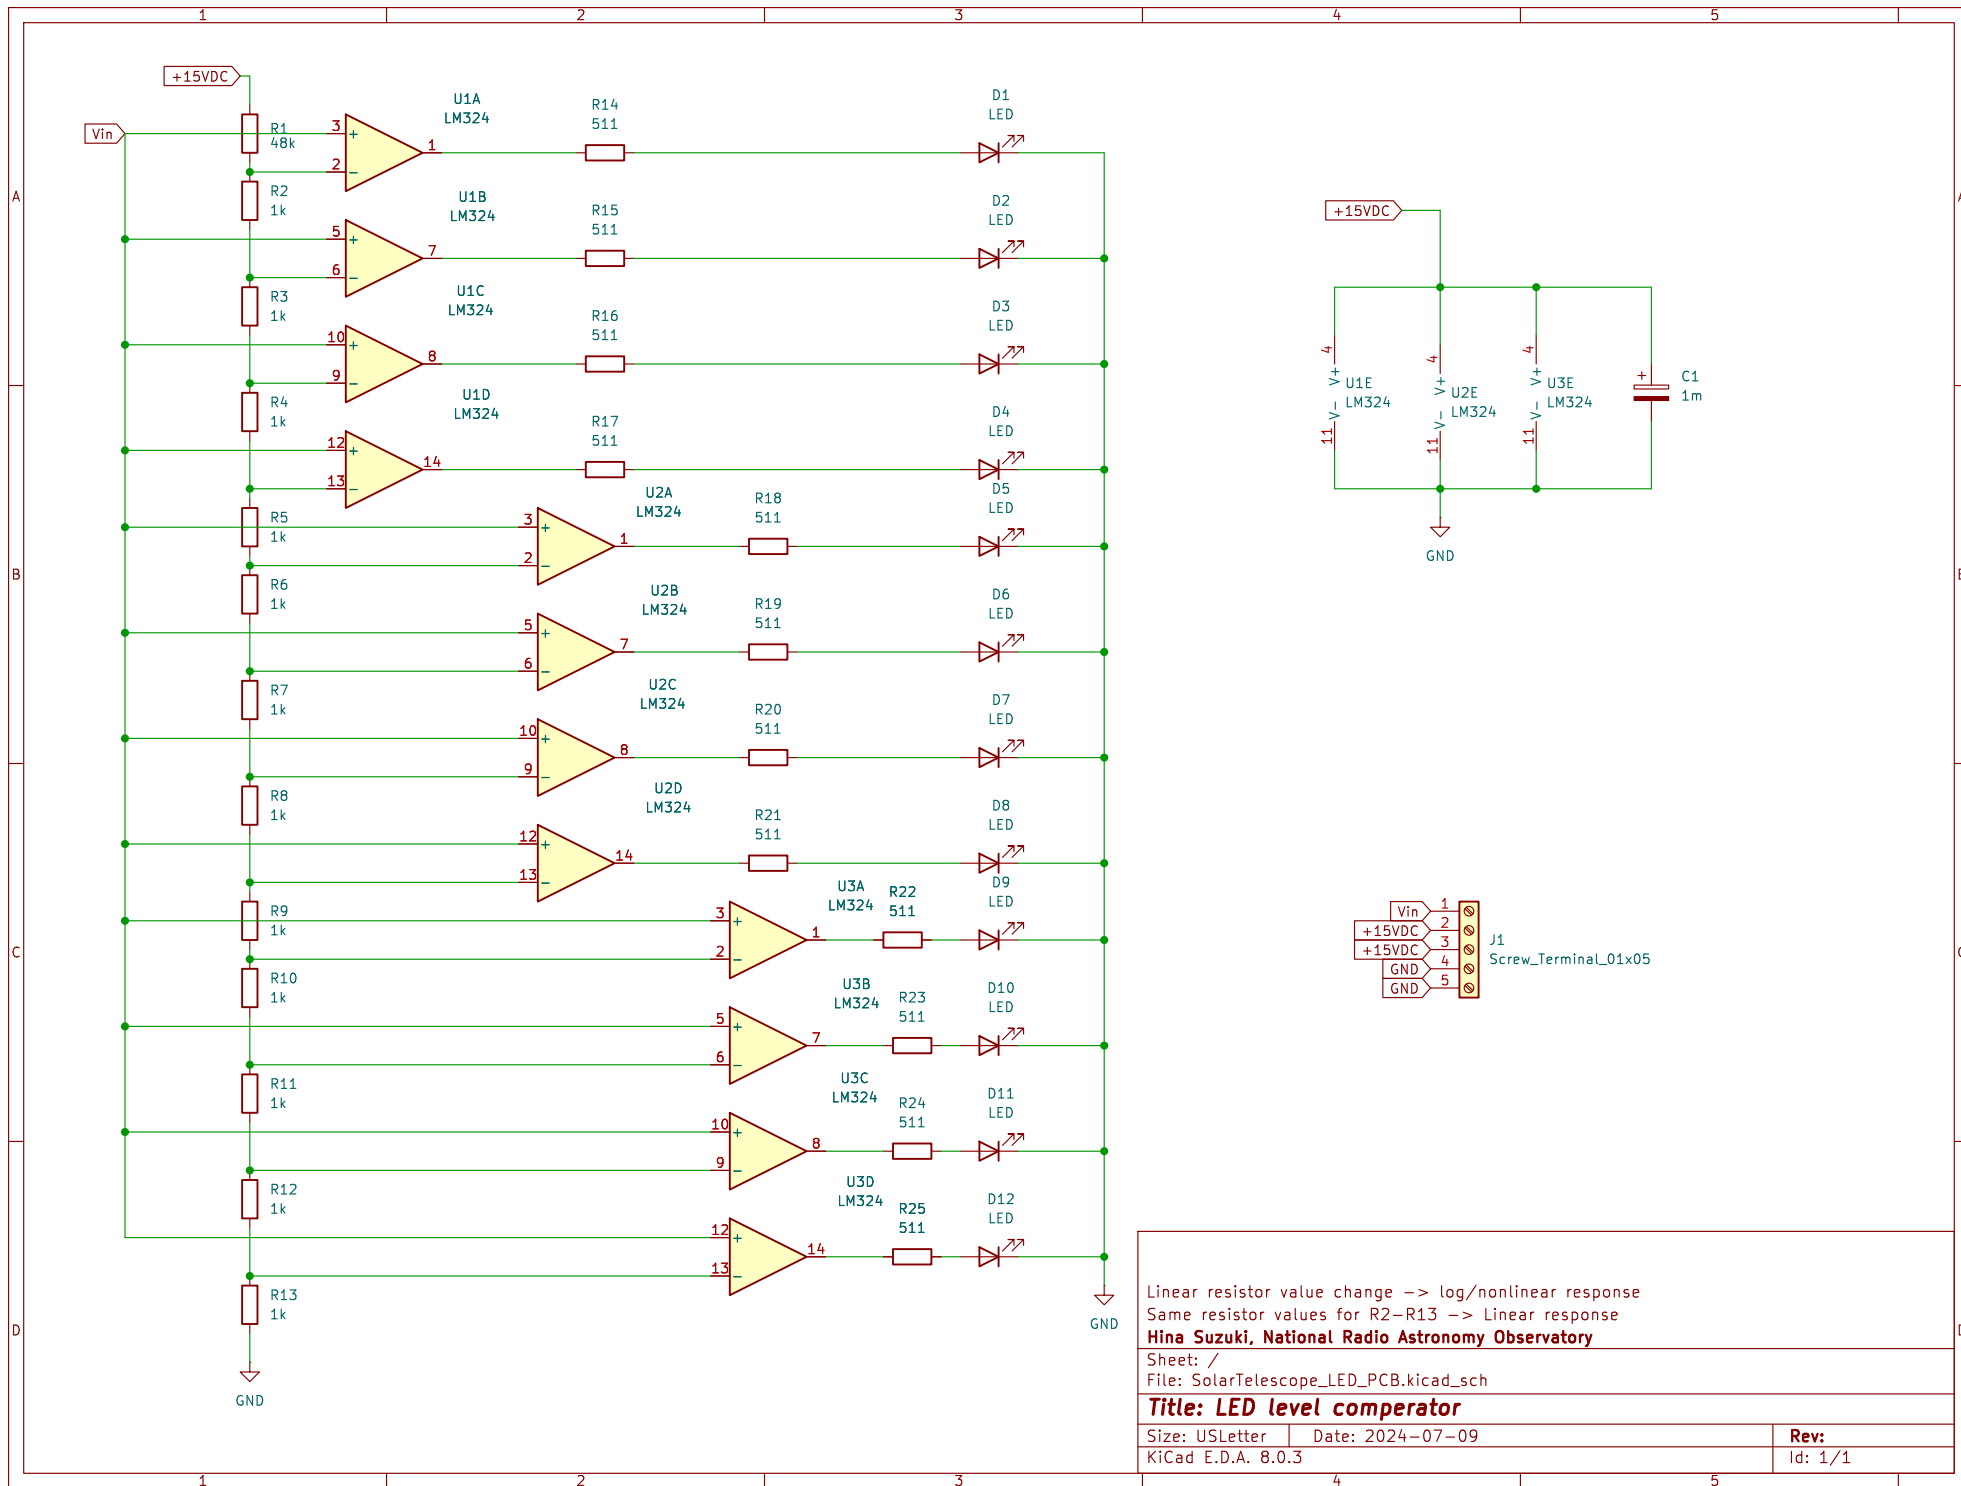 1 2 3 4 5
+15VDC
Vin
R1
48k
3
2
+
−
1
U1A
LM324
R14
511
D1
LED
A
R2
1k
5
6
+
−
7
U1B
LM324
R15
511
D2
LED
R3
1k
10
9
+
−
8
U1C
LM324
R16
511
D3
LED
R4
1k
12
13
+
−
14
U1D
LM324
R17
511
D4
LED
R5
1k
3
2
+
−
1
U2A
LM324
R18
511
D5
LED
B
R6
1k
5
6
+
−
7
U2B
LM324
R19
511
D6
LED
R7
1k
10
9
+
−
8
U2C
LM324
R20
511
D7
LED
R8
1k
12
13
+
−
14
U2D
LM324
R21
511
D8
LED
R9
1k
3
2
+
−
1
U3A
LM324
R22
511
D9
LED
C
R10
1k
5
6
+
−
7
U3B
LM324
R23
511
D10
LED
R11
1k
10
9
+
−
8
U3C
LM324
R24
511
D11
LED
R12
1k
12
13
+
−
14
U3D
LM324
R25
511
D12
LED
R13
1k
D
GND
GND
+15VDC
4
V+
U1E
LM324
V−
11
4
V+
U2E
LM324
V−
11
4
V+
U3E
LM324
V−
11
+
C1
1m
GND
Vin 1
+15VDC 2
+15VDC 3
GND 4
GND 5
J1
Screw_Terminal_01x05
Linear resistor value change −> log/nonlinear response
Same resistor values for R2−R13 −> Linear response
Hina Suzuki, National Radio Astronomy Observatory
Sheet: /
File: SolarTelescope_LED_PCB.kicad_sch
Title: LED level comperator
Size: USLetter Date: 2024−07−09 Rev:
KiCad E.D.A. 8.0.3 Id: 1/1
1 2 3 4 5